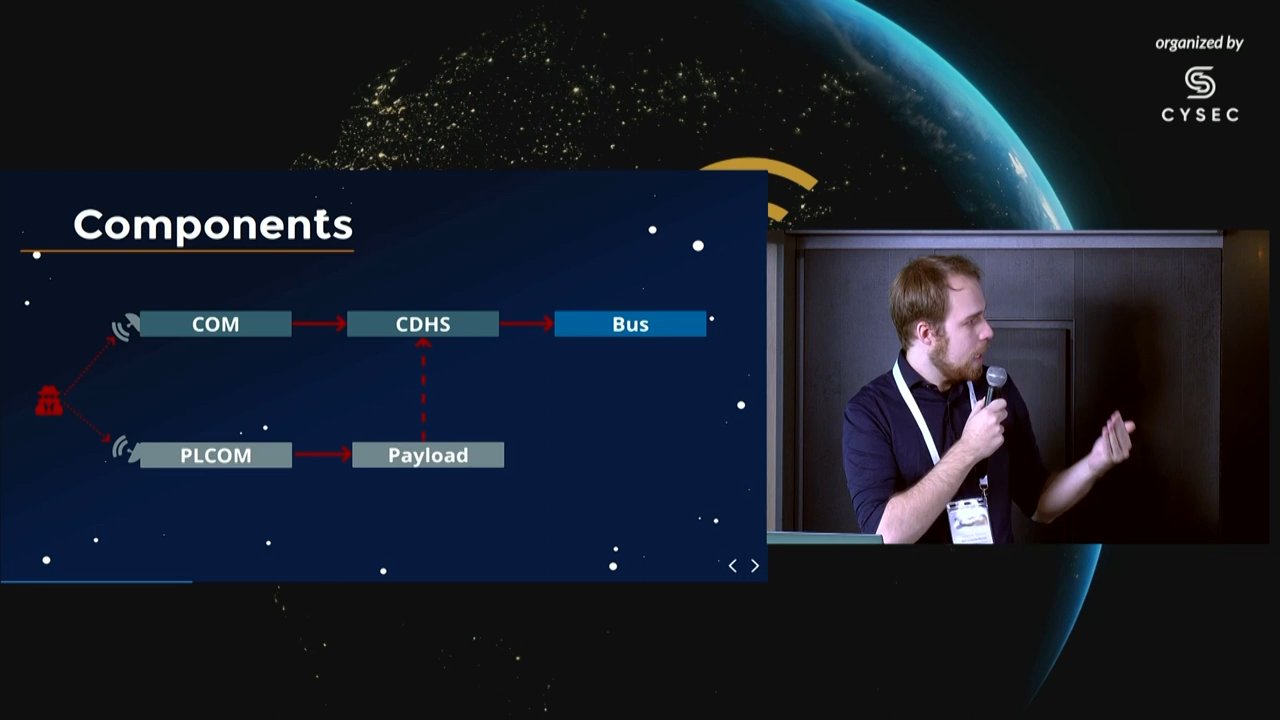 organized by
CYSEC
Components
COM
CDHS
Bus
PLCOM
Payload